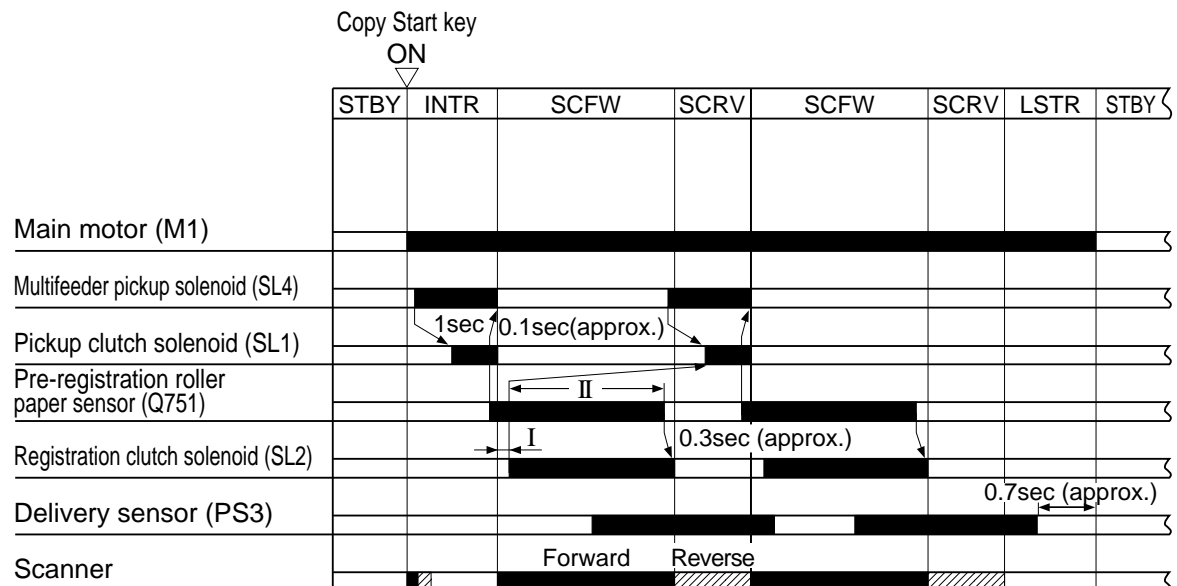 Copy Start key
ON
STBY INTR SCFW SCRV SCFW SCRV LSTR STBY
Main motor (M1)
Multifeeder pickup solenoid (SL4)
1sec 0.1sec(approx.)
Pickup clutch solenoid (SL1)
Pre-registration roller
paper sensor (Q751)
II
I 0.3sec (approx.)
Registration clutch solenoid (SL2)
0.7sec (approx.)
Delivery sensor (PS3)
Forward Reverse
Scanner